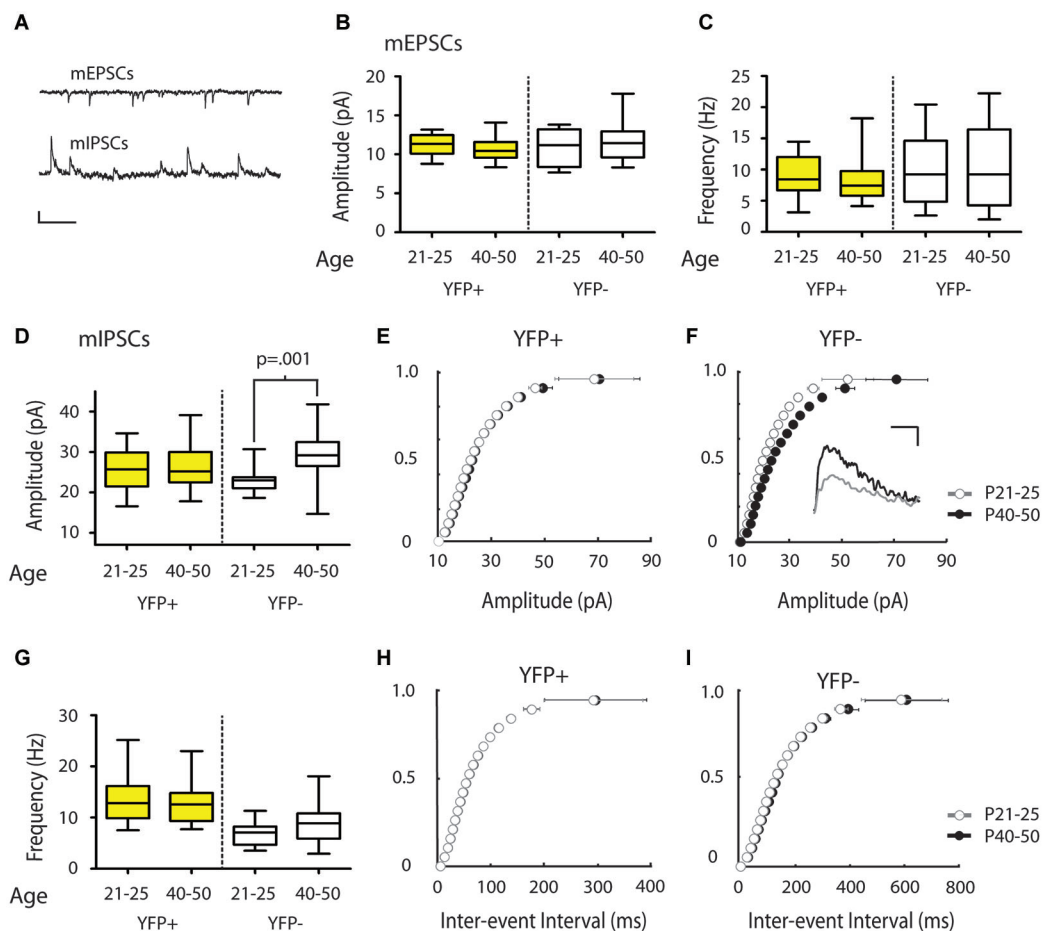 A
mEPSCs
mIPSCs
B
mEPSCs
Amplitude (pA)
20
15
10
5
0
Age
21-25
40-50
21-25
40-50
YFP+
YFP-
C
Frequency (Hz)
25
20
15
10
5
0
21-25
40-50
21-25
40-50
YFP+
YFP-
D
mIPSCs
p=.001
Amplitude (pA)
40
30
20
10
Age
21-25
40-50
21-25
40-50
YFP+
YFP-
E
YFP+
1.0
0.5
0
10
30
50
70
90
Amplitude (pA)
F
YFP-
1.0
0.5
0
10
30
50
70
90
Amplitude (pA)
P21-25
P40-50
G
Frequency (Hz)
30
20
10
0
Age
21-25
40-50
21-25
40-50
YFP+
YFP-
H
YFP+
1.0
0.5
0
0
100
200
300
400
Inter-event Interval (ms)
I
YFP-
1.0
0.5
0
0
200
400
600
800
Inter-event Interval (ms)
P21-25
P40-50